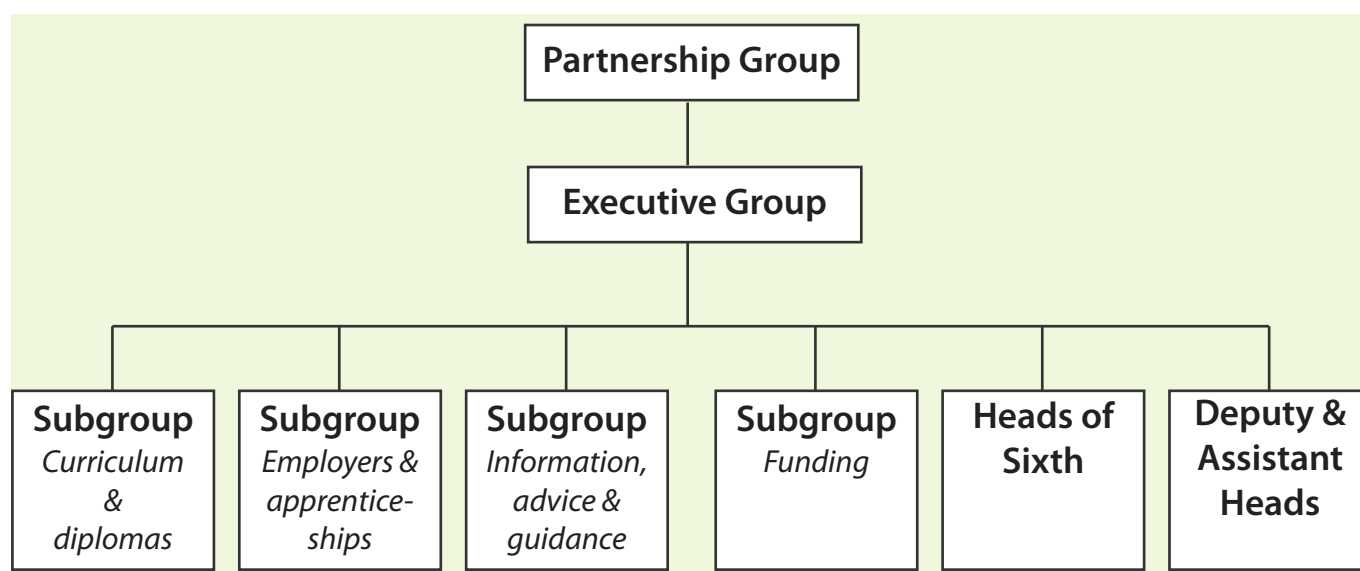 Partnership Group
Executive Group
Subgroup
Curriculum
&
diplomas
Subgroup
Employers &
apprentice-
ships
Subgroup
Information,
advice &
guidance
Subgroup
Funding
Heads of
Sixth
Deputy &
Assistant
Heads